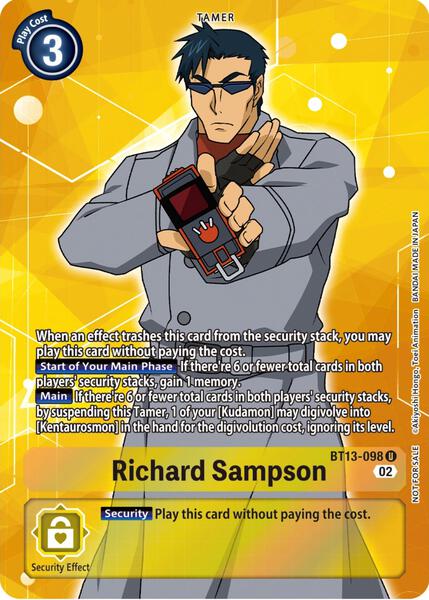 TAMER
Play Cost
3
When an effect trashes this card from the security stack, you may
play this card without paying the cost.
Start of Your Main Phase If there're 6 or fewer total cards in both
players' security stacks, gain 1 memory.
Main If there're 6 or fewer total cards in both players' security stacks,
by suspending this Tamer, 1 of your [Kudamon] may digivolve into
[Kentaurosmon] in the hand for the digivolution cost, ignoring its level.
BT13-098 U
02
Richard Sampson
Security Play this card without paying the cost.
Security Effect
NOT FOR SALE ©Akiyoshi Hongo, Toei Animation BANDAI MADE IN JAPAN